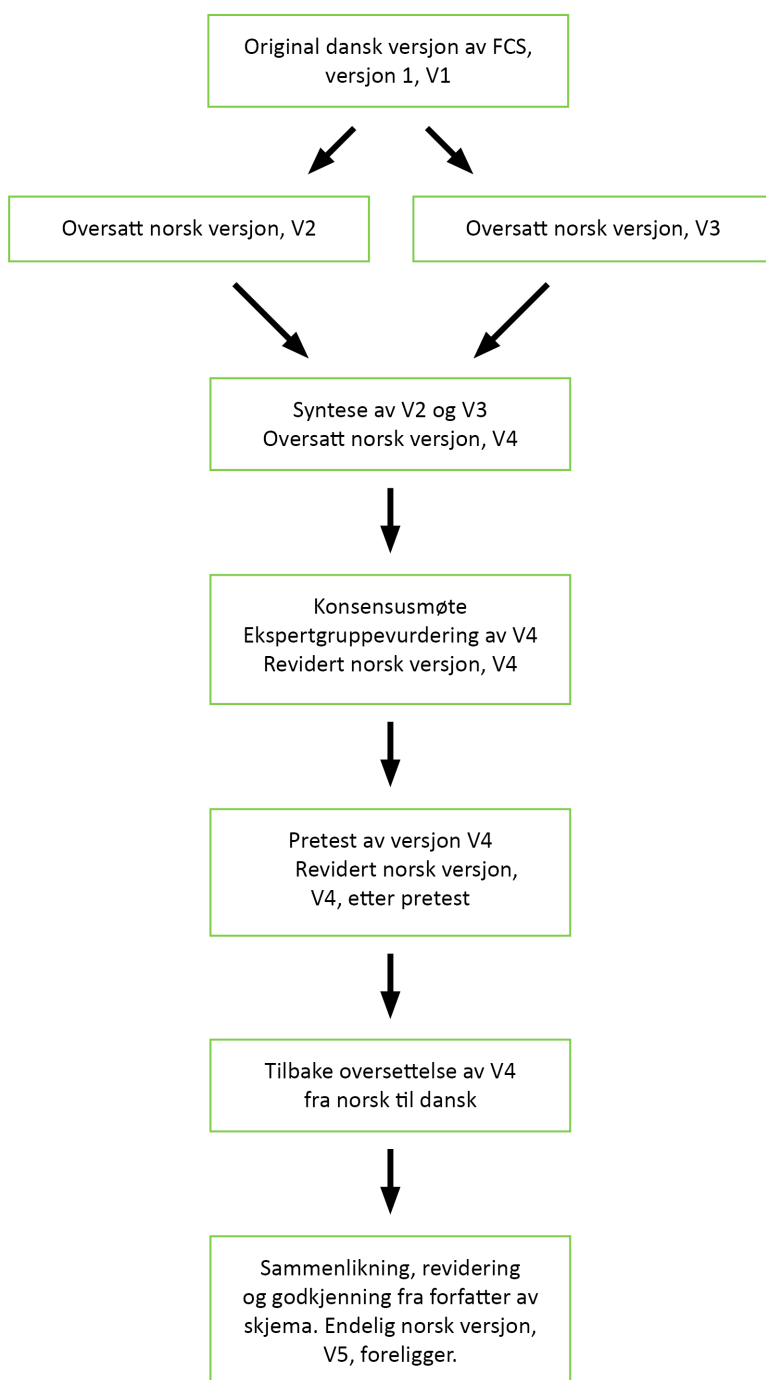 Original dansk versjon av FCS,
versjon 1, V1
Oversatt norsk versjon, V2
Oversatt norsk versjon, V3
Syntese av V2 og V3
Oversatt norsk versjon, V4
Konsensusmøte
Ekspertgruppevurdering av V4
Revidert norsk versjon, V4
Pretest av versjon V4
Revidert norsk versjon,
V4, etter pretest
Tilbake oversettelse av V4
fra norsk til dansk
Sammenlikning, revidering
og godkjenning fra forfatter av
skjema. Endelig norsk versjon,
V5, foreligger.